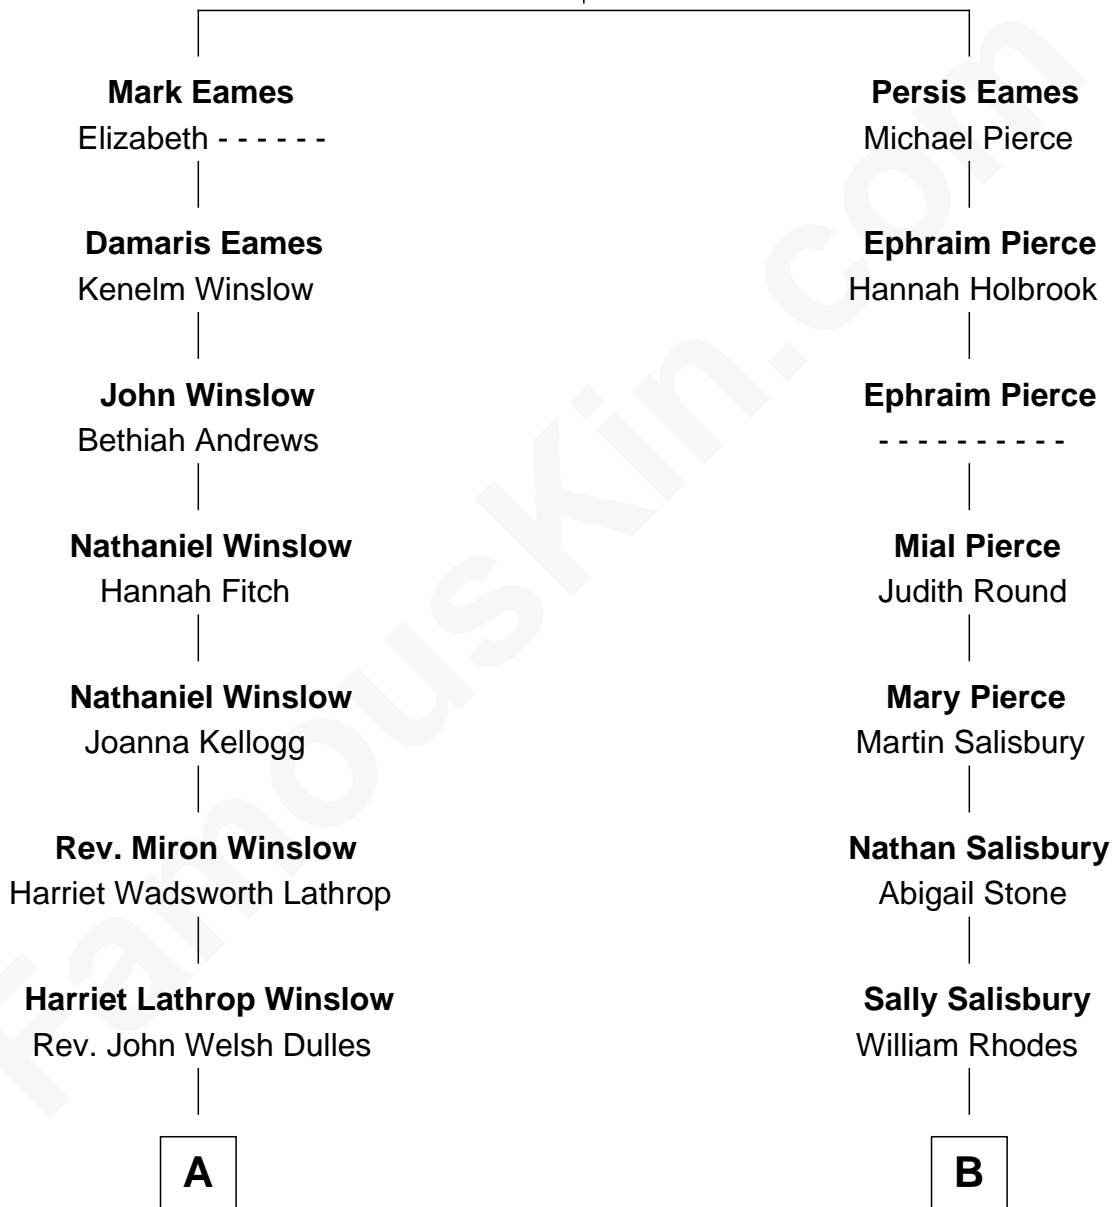 Mark Eames
Elizabeth - - - - - -
Persis Eames
Michael Pierce
Damaris Eames
Kenelm Winslow
Ephraim Pierce
Hannah Holbrook
John Winslow
Bethiah Andrews
Ephraim Pierce
- - - - - - - - - -
Nathaniel Winslow
Hannah Fitch
Mial Pierce
Judith Round
Nathaniel Winslow
Joanna Kellogg
Mary Pierce
Martin Salisbury
Rev. Miron Winslow
Harriet Wadsworth Lathrop
Nathan Salisbury
Abigail Stone
Harriet Lathrop Winslow
Rev. John Welsh Dulles
Sally Salisbury
William Rhodes
A
B
FamousKin.com